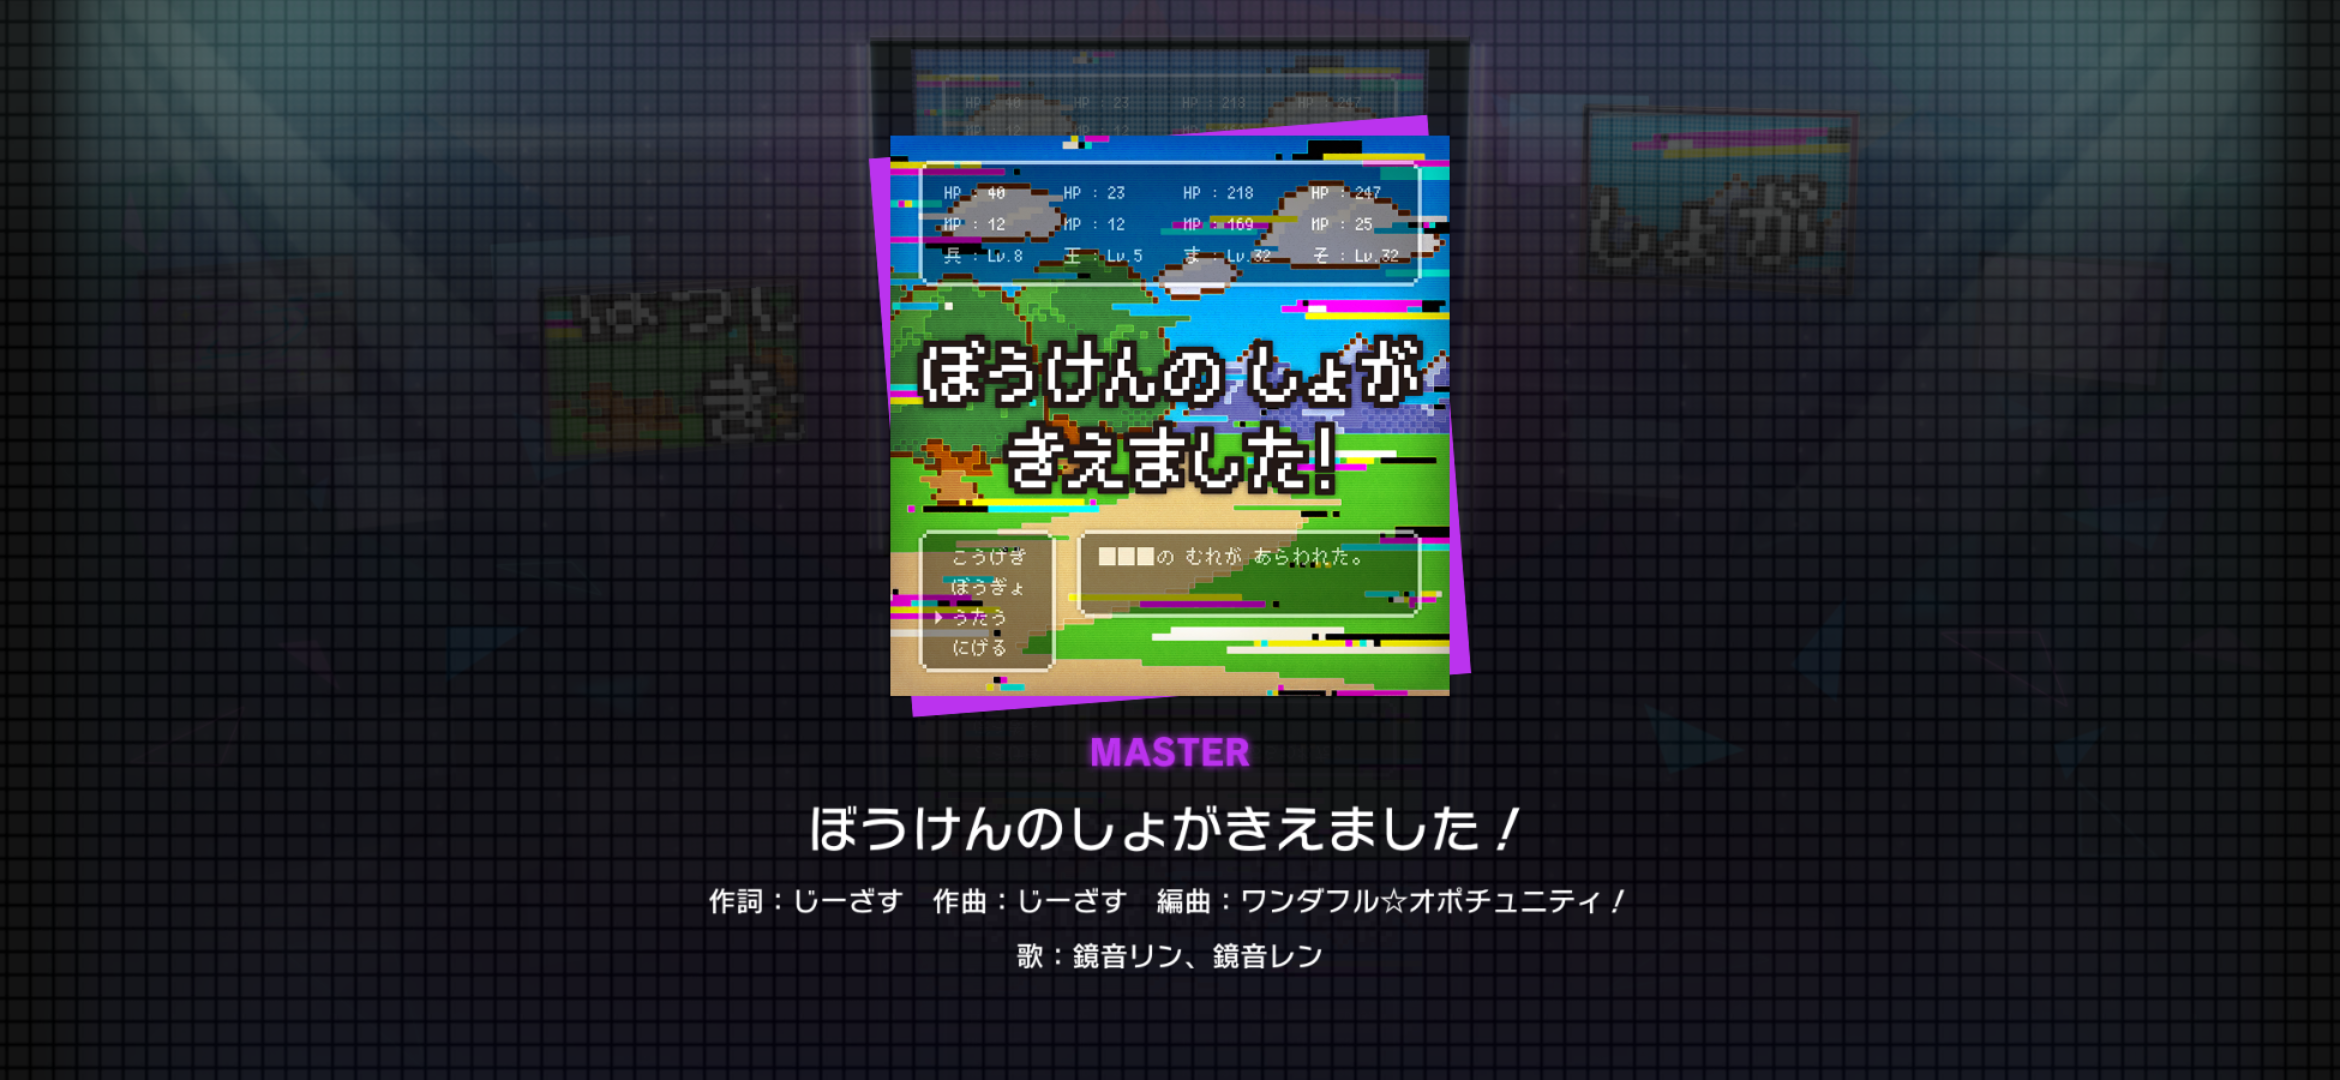 HP : 40 HP : 23 HP : 218 HP : 247
MP : 12 MP : 12 MP : 169 MP : 25
兵 : Lv.8 王 : Lv.5 ま : Lv.32 そ : Lv.32
しょが
ぼうけんの しょが
きえました!
こうげき
ぼうぎょ
▶ うたう
にげる
■■■の むれが あらわれた。
MASTER
ぼうけんのしょがきえました!
作詞:じーざす 作曲:じーざす 編曲:ワンダフル☆オポチュニティ!
歌:鏡音リン、鏡音レン